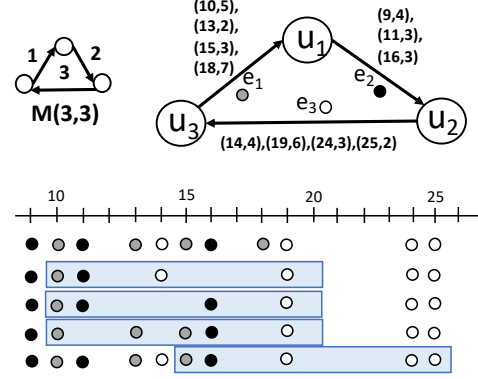 (10,5),
(13,2),
(15,3),
(18,7)
(9,4),
(11,3),
(16,3)
1
2
3
M(3,3)
u1
e1
e2
e3
u3
u2
(14,4),(19,6),(24,3),(25,2)
10 15 20 25